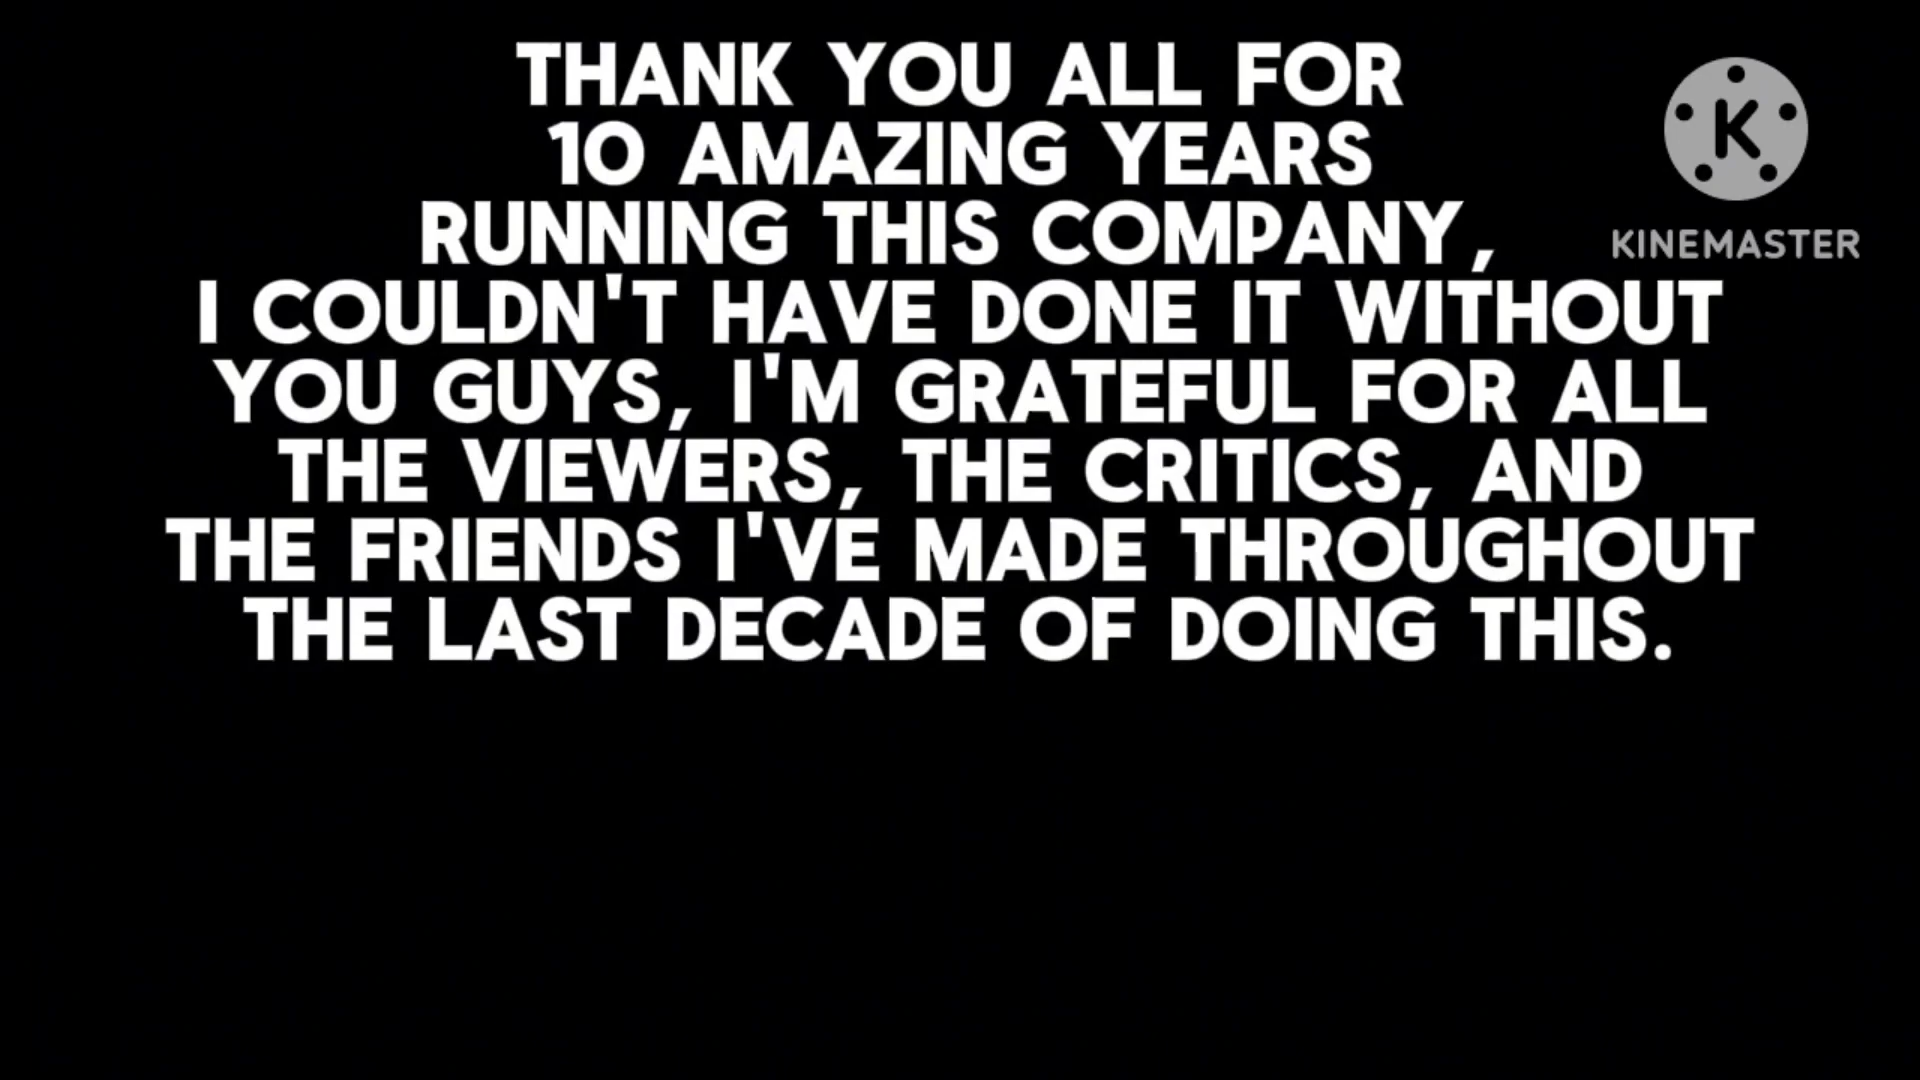 THANK YOU ALL FOR
10 AMAZING YEARS
RUNNING THIS COMPANY,
I COULDN'T HAVE DONE IT WITHOUT
YOU GUYS, I'M GRATEFUL FOR ALL
THE VIEWERS, THE CRITICS, AND
THE FRIENDS I'VE MADE THROUGHOUT
THE LAST DECADE OF DOING THIS.
K
KINEMASTER